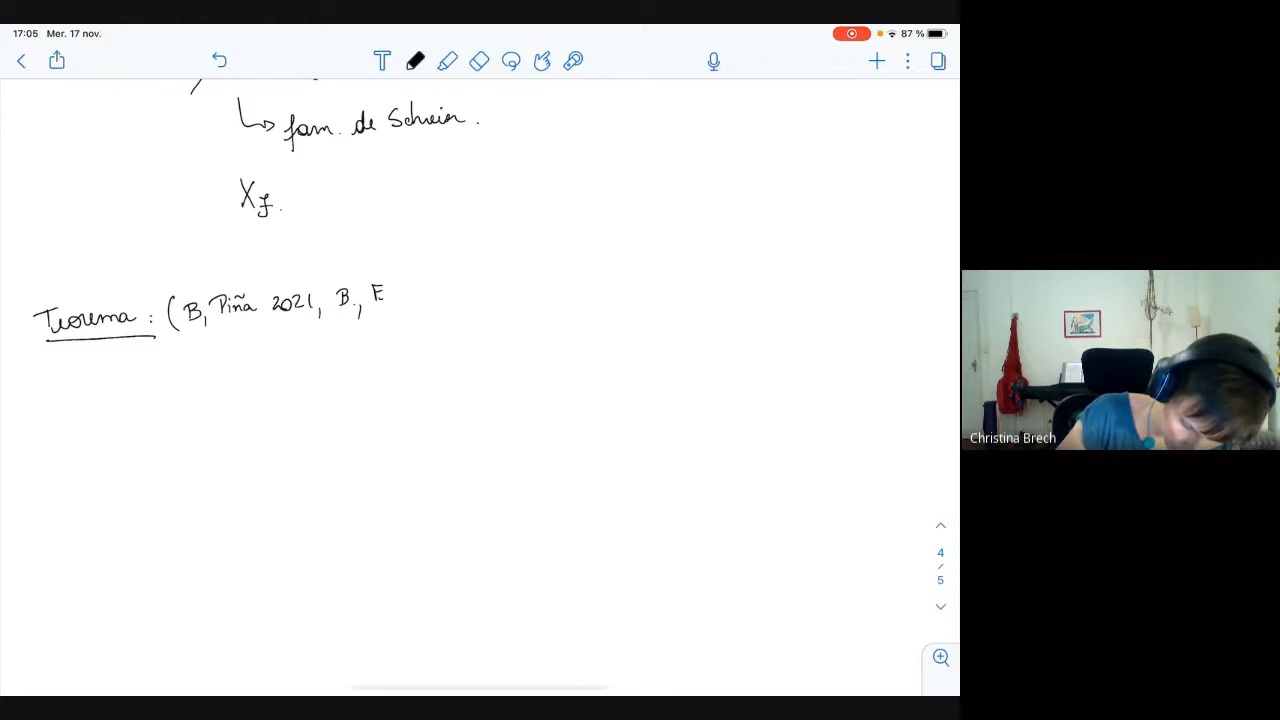 17:05 Mer. 17 nov.
87 %
T
fam. de Schreier.
X_F.
Teorema: (B, Piña 2021, B., E
4
/
5
Christina Brech